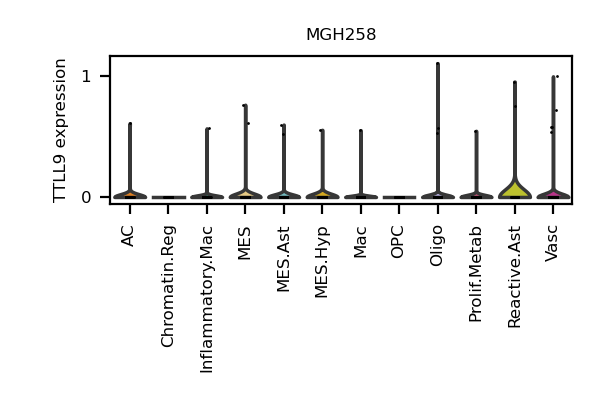 MGH258
TTLL9 expression
1
0
AC
Chromatin.Reg
Inflammatory.Mac
MES
MES.Ast
MES.Hyp
Mac
OPC
Oligo
Prolif.Metab
Reactive.Ast
Vasc